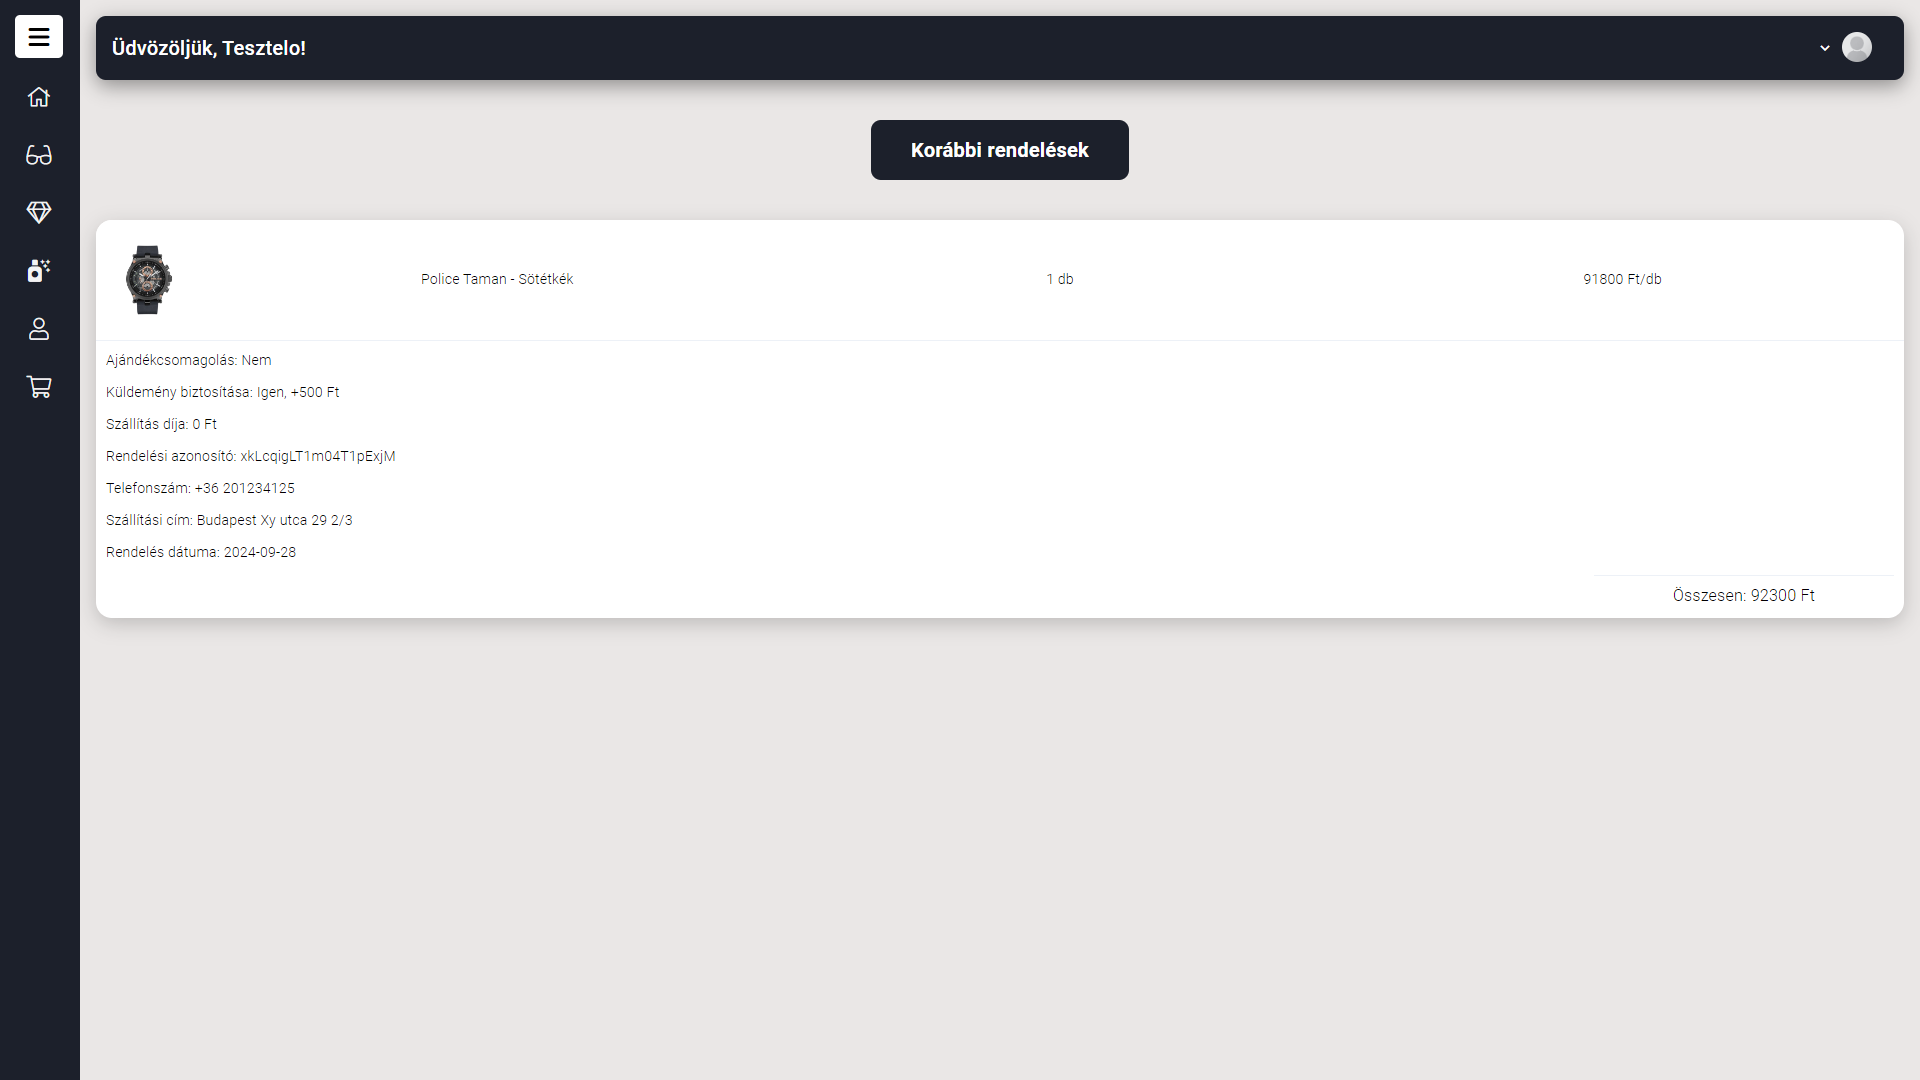 Üdvözöljük, Tesztelo!
Korábbi rendelések
Police Taman - Sötétkék 1 db 91800 Ft/db
Ajándékcsomagolás: Nem
Küldemény biztosítása: Igen, +500 Ft
Szállítás díja: 0 Ft
Rendelési azonosító: xkLcqigLT1m04T1pExjM
Telefonszám: +36 201234125
Szállítási cím: Budapest Xy utca 29 2/3
Rendelés dátuma: 2024-09-28
Összesen: 92300 Ft